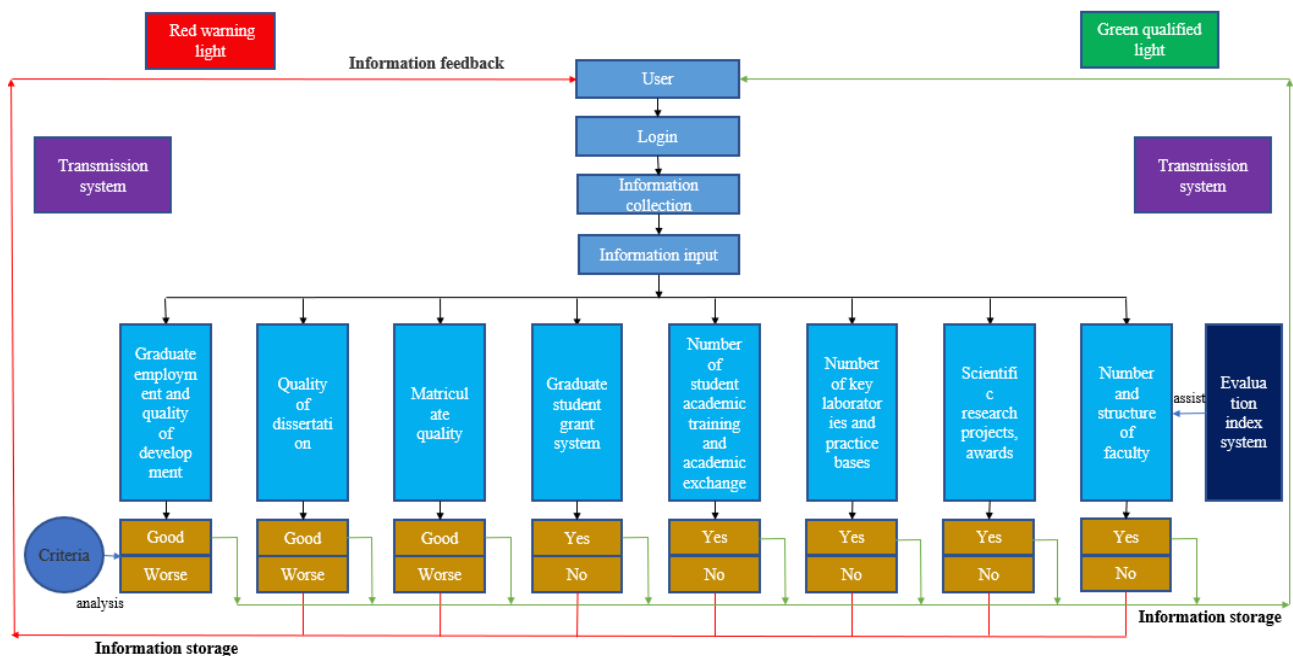 Red warning
light
Green qualified
light
Information feedback
User
Login
Transmission
system
Transmission
system
Information
collection
Information input
Graduate
employm
ent and
quality
of
develop
ment
Quality
of
dissertati
on
Matricul
ate
quality
Graduate
student
grant
system
Number
of
student
academic
training
and
academic
exchange
Number
of key
laborator
ies and
practice
bases
Scientifi
c
research
projects,
awards
Number
and
structure
of
faculty
assist
Evalua
tion
index
system
Criteria
analysis
Good
Worse
Good
Worse
Good
Worse
Yes
No
Yes
No
Yes
No
Yes
No
Yes
No
Information storage
Information storage